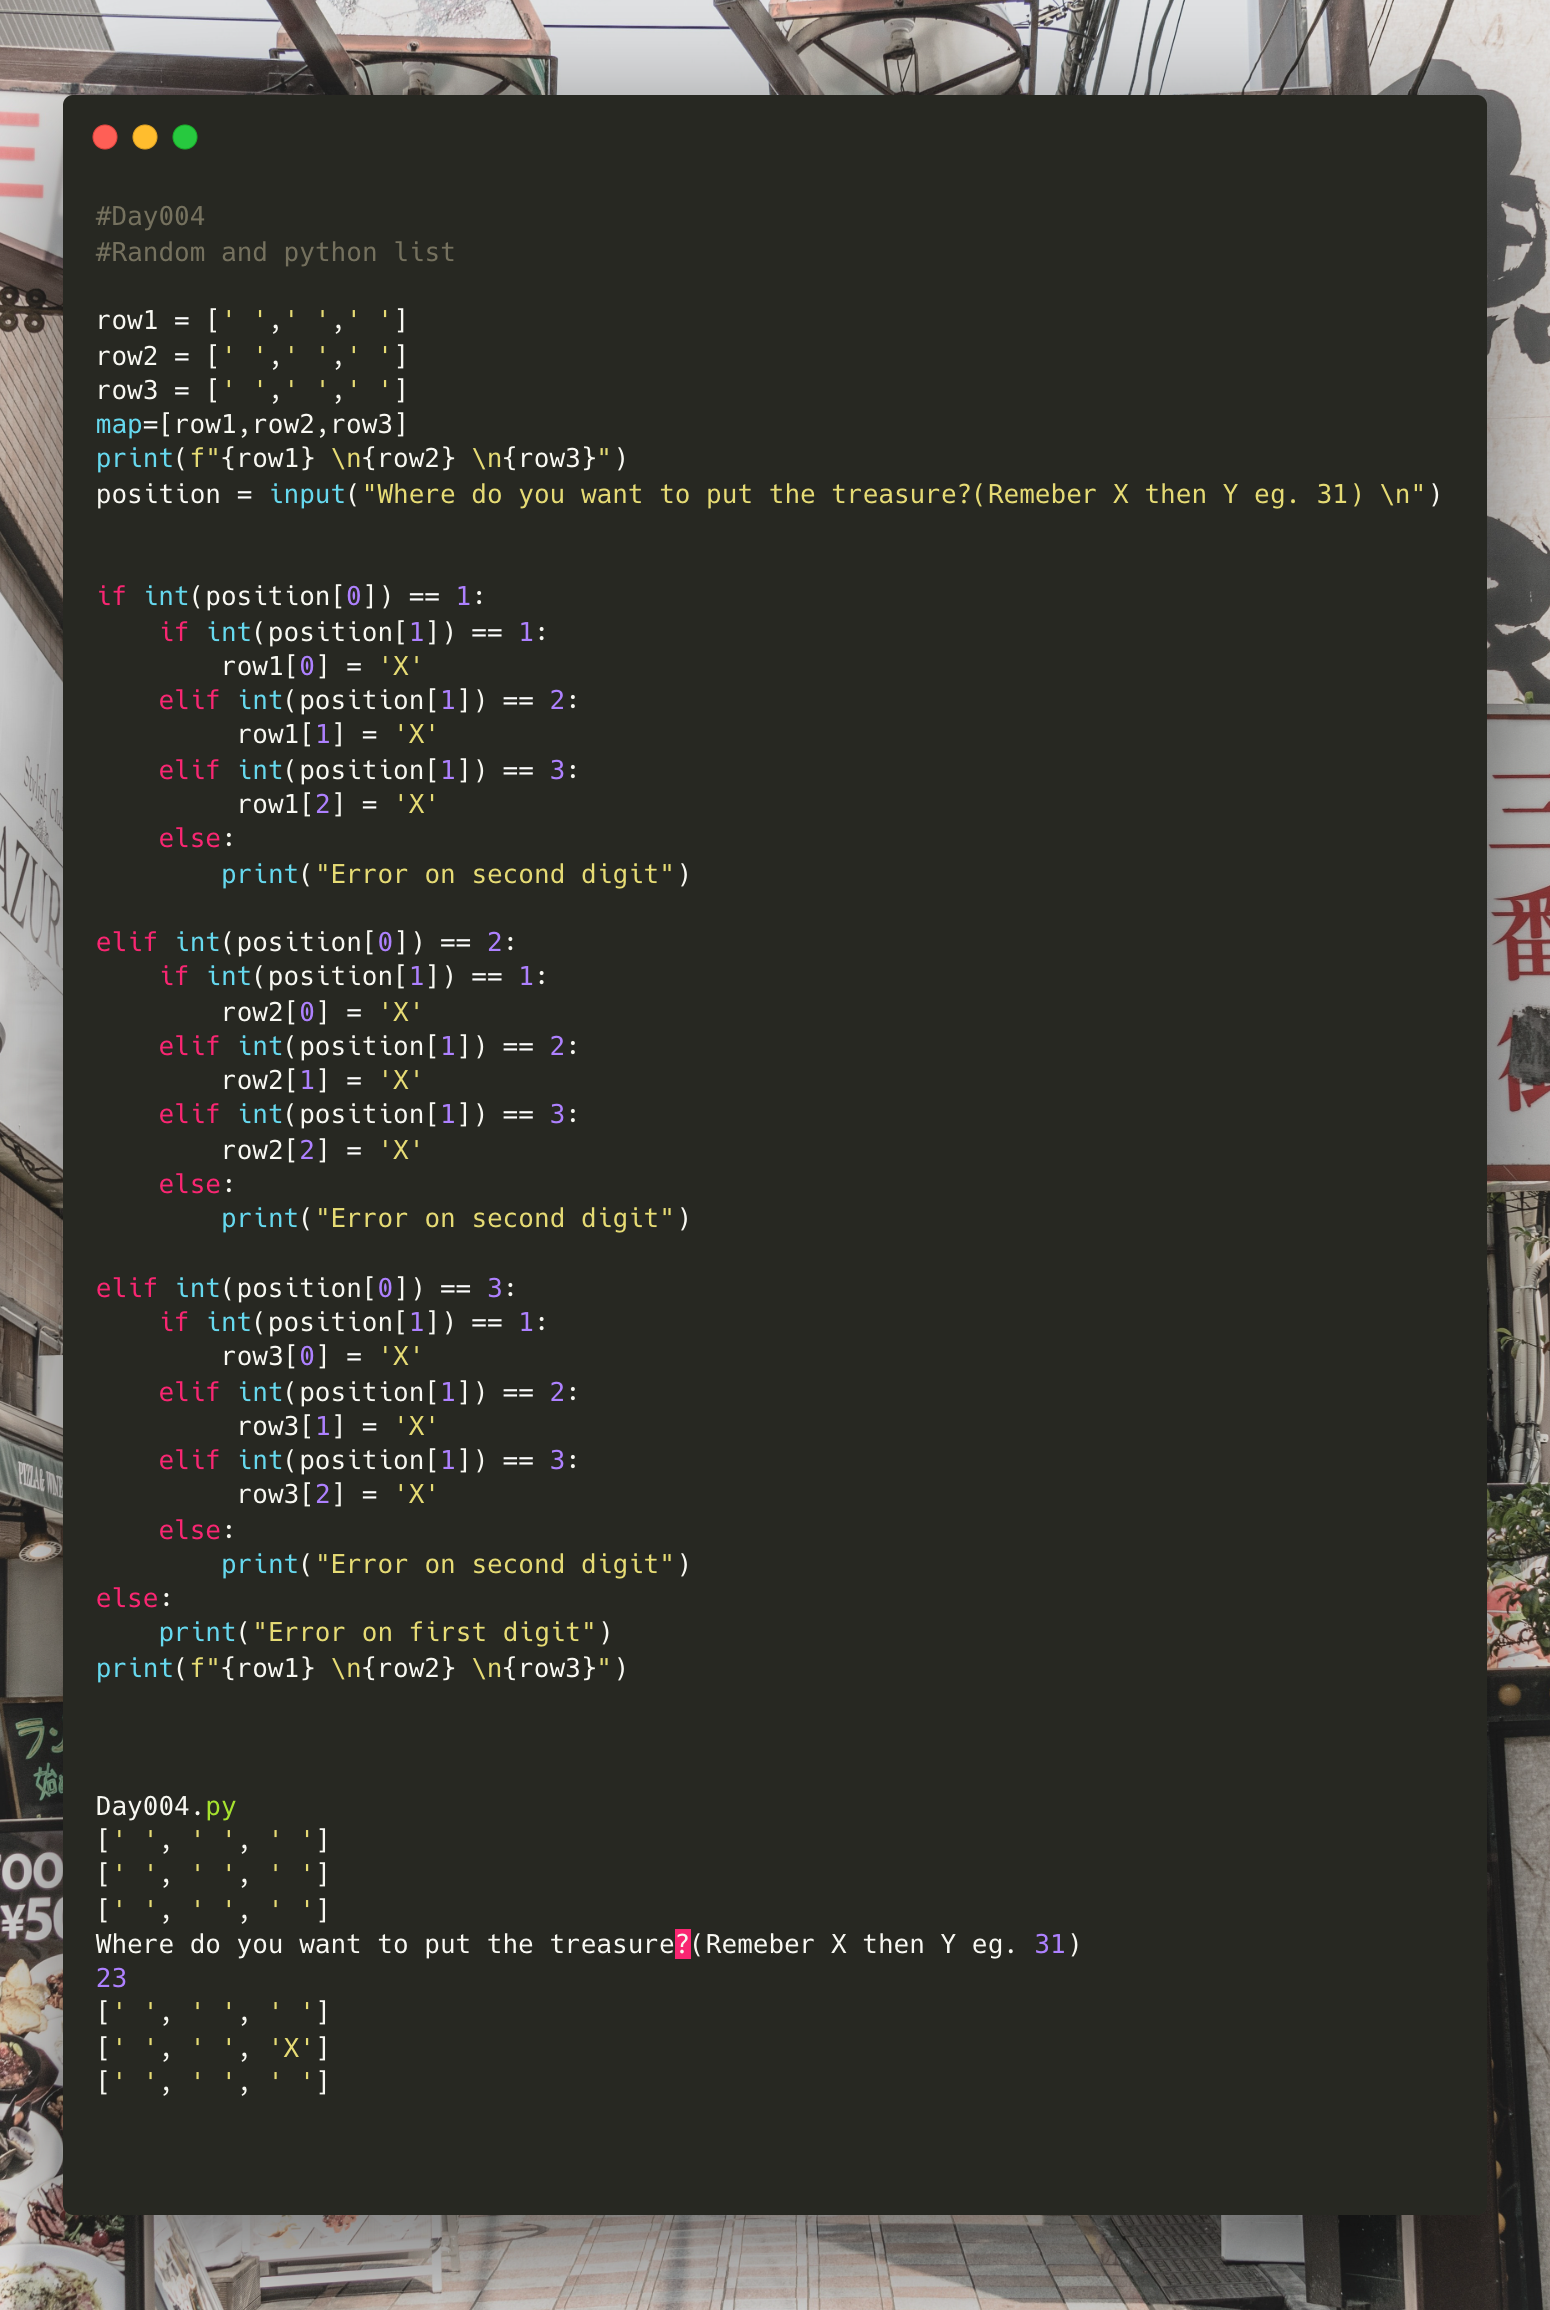 #Day004
#Random and python list
row1 = [' ',' ',' ']
row2 = [' ',' ',' ']
row3 = [' ',' ',' ']
map=[row1,row2,row3]
print(f"{row1} \n{row2} \n{row3}")
position = input("Where do you want to put the treasure?(Remeber X then Y eg. 31) \n")
if int(position[0]) == 1:
    if int(position[1]) == 1:
        row1[0] = 'X'
    elif int(position[1]) == 2:
         row1[1] = 'X'
    elif int(position[1]) == 3:
         row1[2] = 'X'
    else:
        print("Error on second digit")
elif int(position[0]) == 2:
    if int(position[1]) == 1:
        row2[0] = 'X'
    elif int(position[1]) == 2:
        row2[1] = 'X'
    elif int(position[1]) == 3:
        row2[2] = 'X'
    else:
        print("Error on second digit")
elif int(position[0]) == 3:
    if int(position[1]) == 1:
        row3[0] = 'X'
    elif int(position[1]) == 2:
         row3[1] = 'X'
    elif int(position[1]) == 3:
         row3[2] = 'X'
    else:
        print("Error on second digit")
else:
    print("Error on first digit")
print(f"{row1} \n{row2} \n{row3}")
Day004.py
[' ', ' ', ' ']
[' ', ' ', ' ']
[' ', ' ', ' ']
Where do you want to put the treasure?(Remeber X then Y eg. 31)
23
[' ', ' ', ' ']
[' ', ' ', 'X']
[' ', ' ', ' ']
AZUR
PIZZA & WINE
三
番